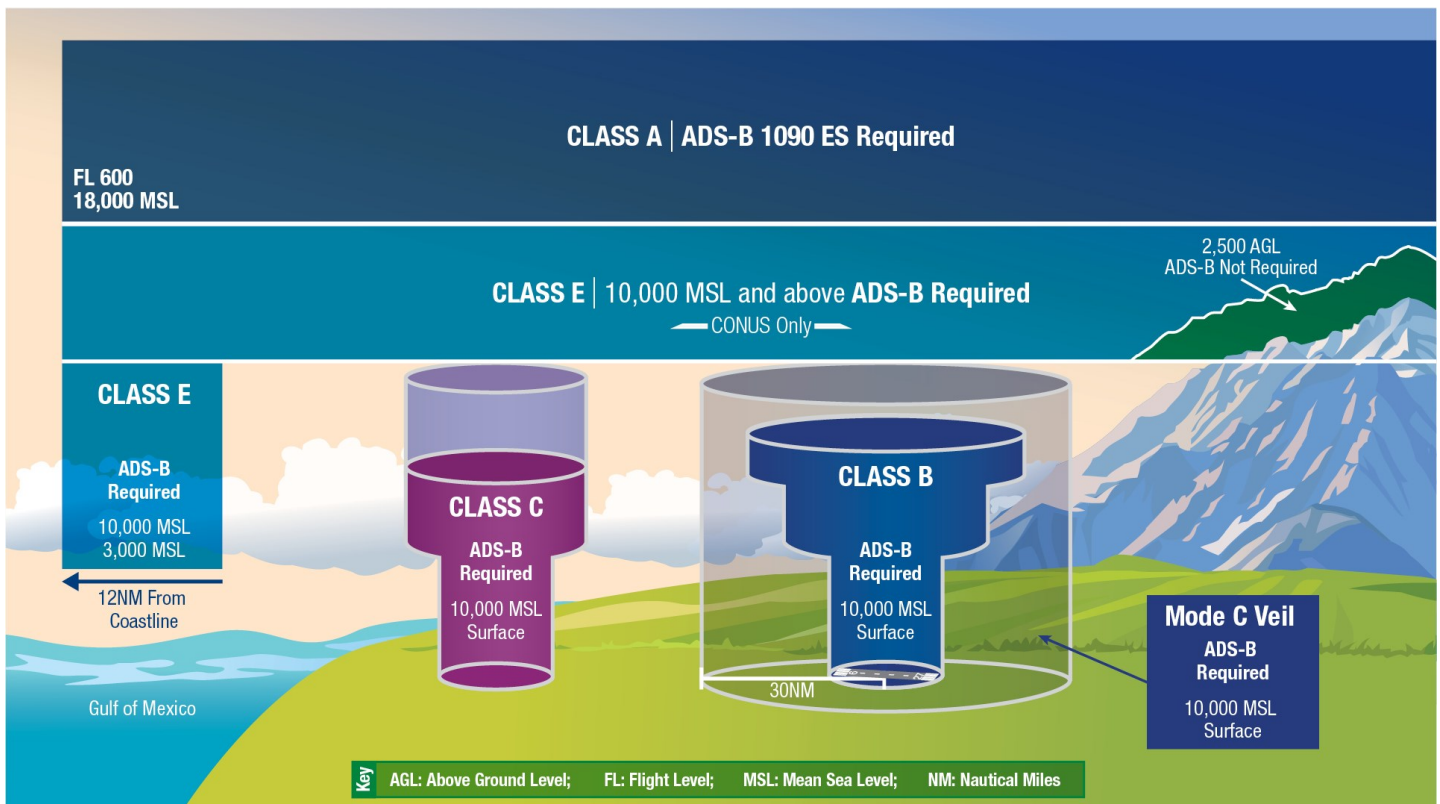 CLASS A | ADS-B 1090 ES Required
FL 600
18,000 MSL
2,500 AGL
ADS-B Not Required
CLASS E | 10,000 MSL and above ADS-B Required
CONUS Only
CLASS E
ADS-B
Required
10,000 MSL
3,000 MSL
12NM From
Coastline
Gulf of Mexico
CLASS C
ADS-B
Required
10,000 MSL
Surface
CLASS B
ADS-B
Required
10,000 MSL
Surface
30NM
Mode C Veil
ADS-B
Required
10,000 MSL
Surface
Key
AGL: Above Ground Level; FL: Flight Level; MSL: Mean Sea Level; NM: Nautical Miles